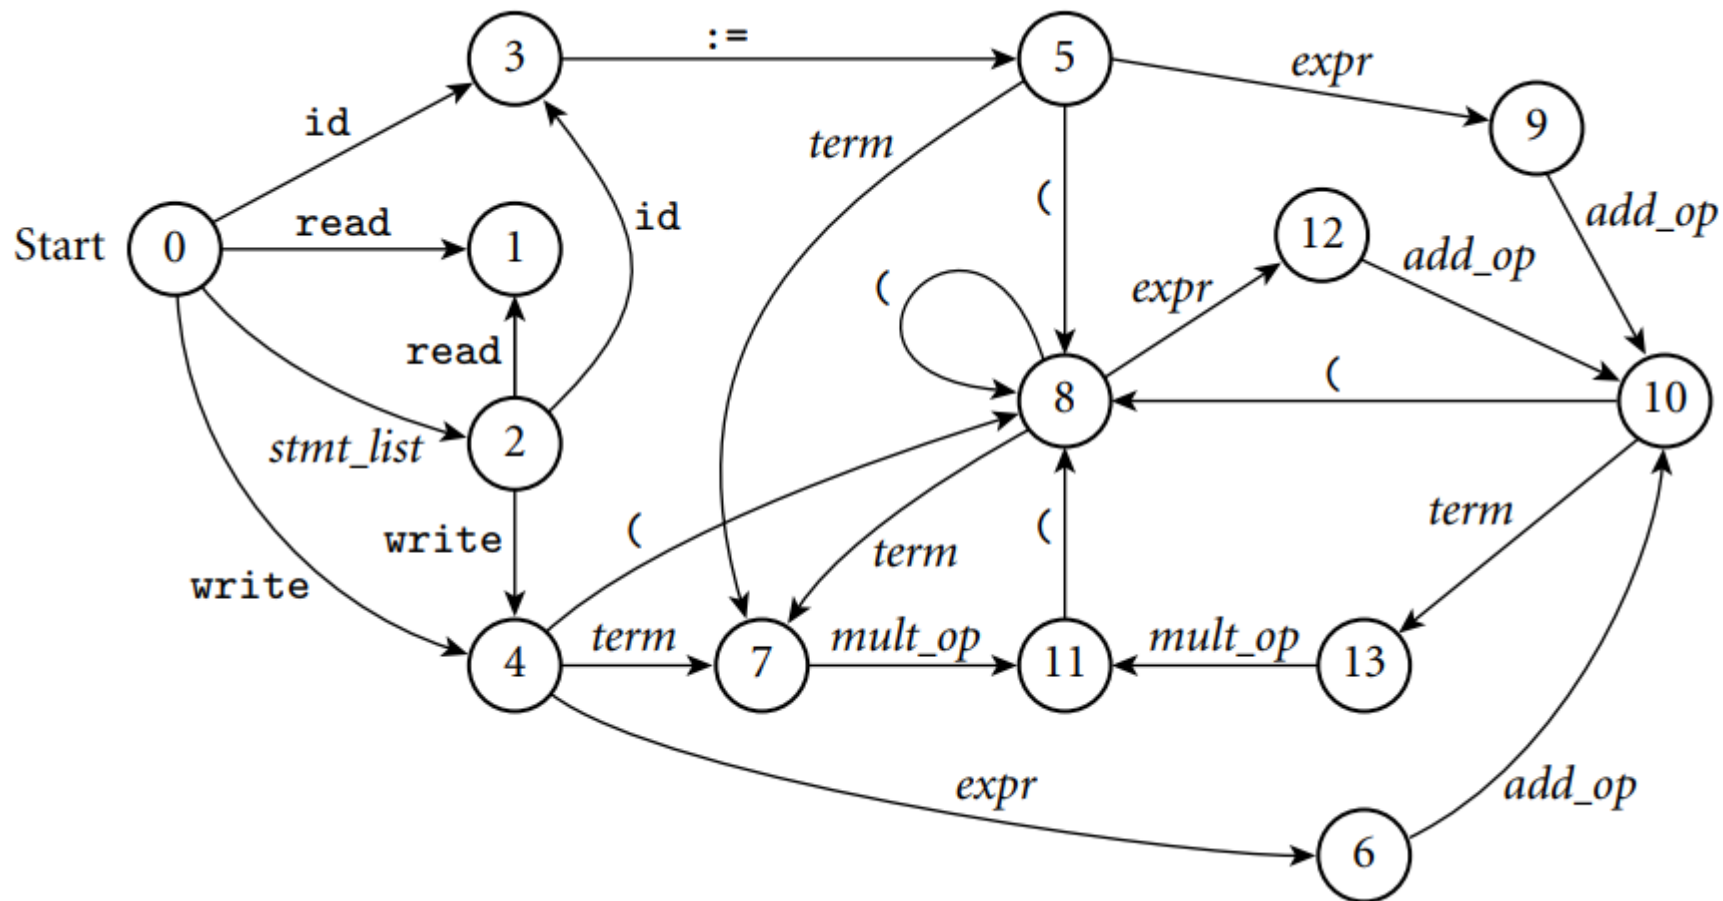 3
:=
5
expr
9
id
term
(
add_op
Start
0
read
1
id
12
add_op
(
expr
read
8
(
10
stmt_list
2
write
(
term
(
term
write
4
term
7
mult_op
11
mult_op
13
expr
add_op
6